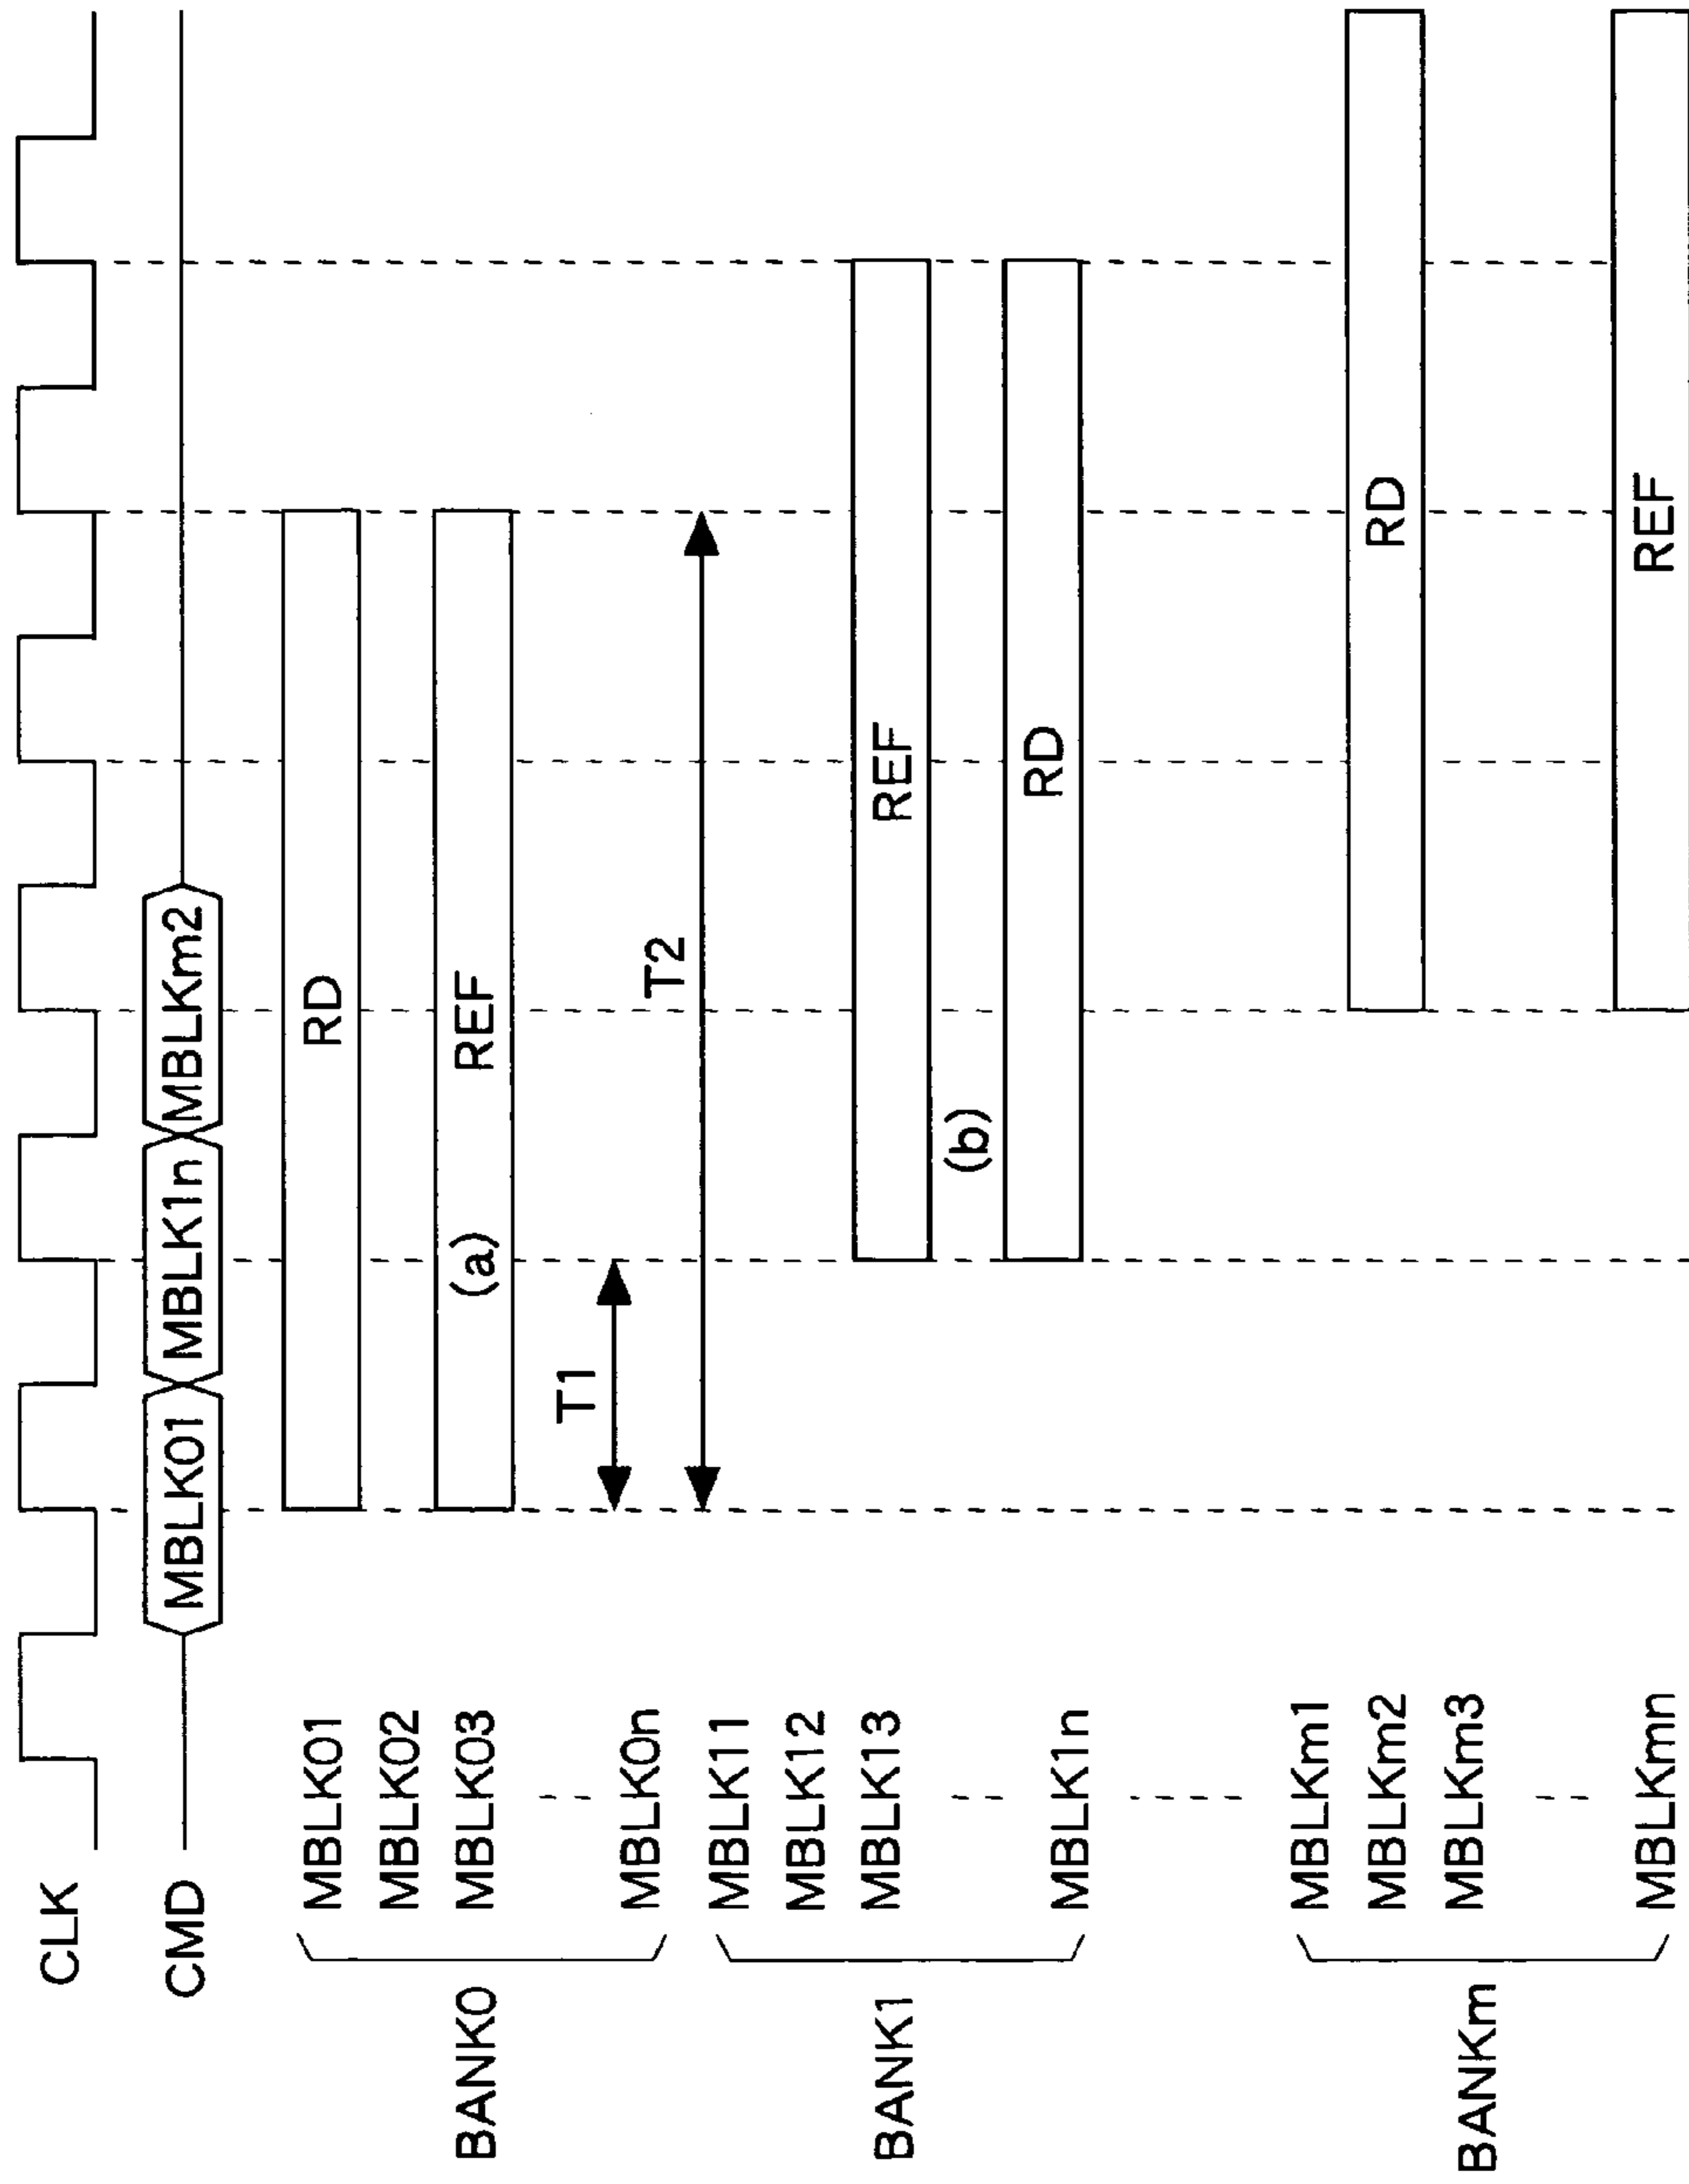 CLK
CMD MBLK01 MBLK1n MBLKm2
BANK0
MBLK01 RD
MBLK02
MBLK03 (a) REF
T1
MBLK0n
T2
BANK1
MBLK11
MBLK12
MBLK13 REF
(b)
MBLK1n RD
BANKm
MBLKm1
MBLKm2 RD
MBLKm3
MBLKmn REF